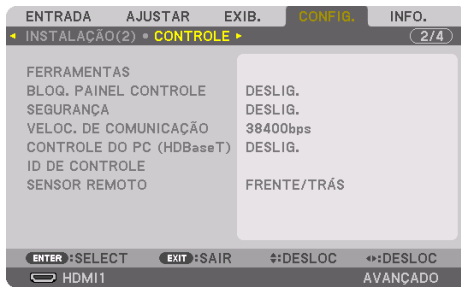 ENTRADA AJUSTAR EXIB. CONFIG. INFO.
INSTALAÇÃO(2) CONTROLE 2/4
FERRAMENTAS
BLOQ. PAINEL CONTROLE DESLIG.
SEGURANÇA DESLIG.
VELOC. DE COMUNICAÇÃO 38400bps
CONTROLE DO PC (HDBaseT) DESLIG.
ID DE CONTROLE
SENSOR REMOTO FRENTE/TRÁS
ENTER :SELECT EXIT :SAIR :DESLOC :DESLOC
HDMI1 AVANÇADO